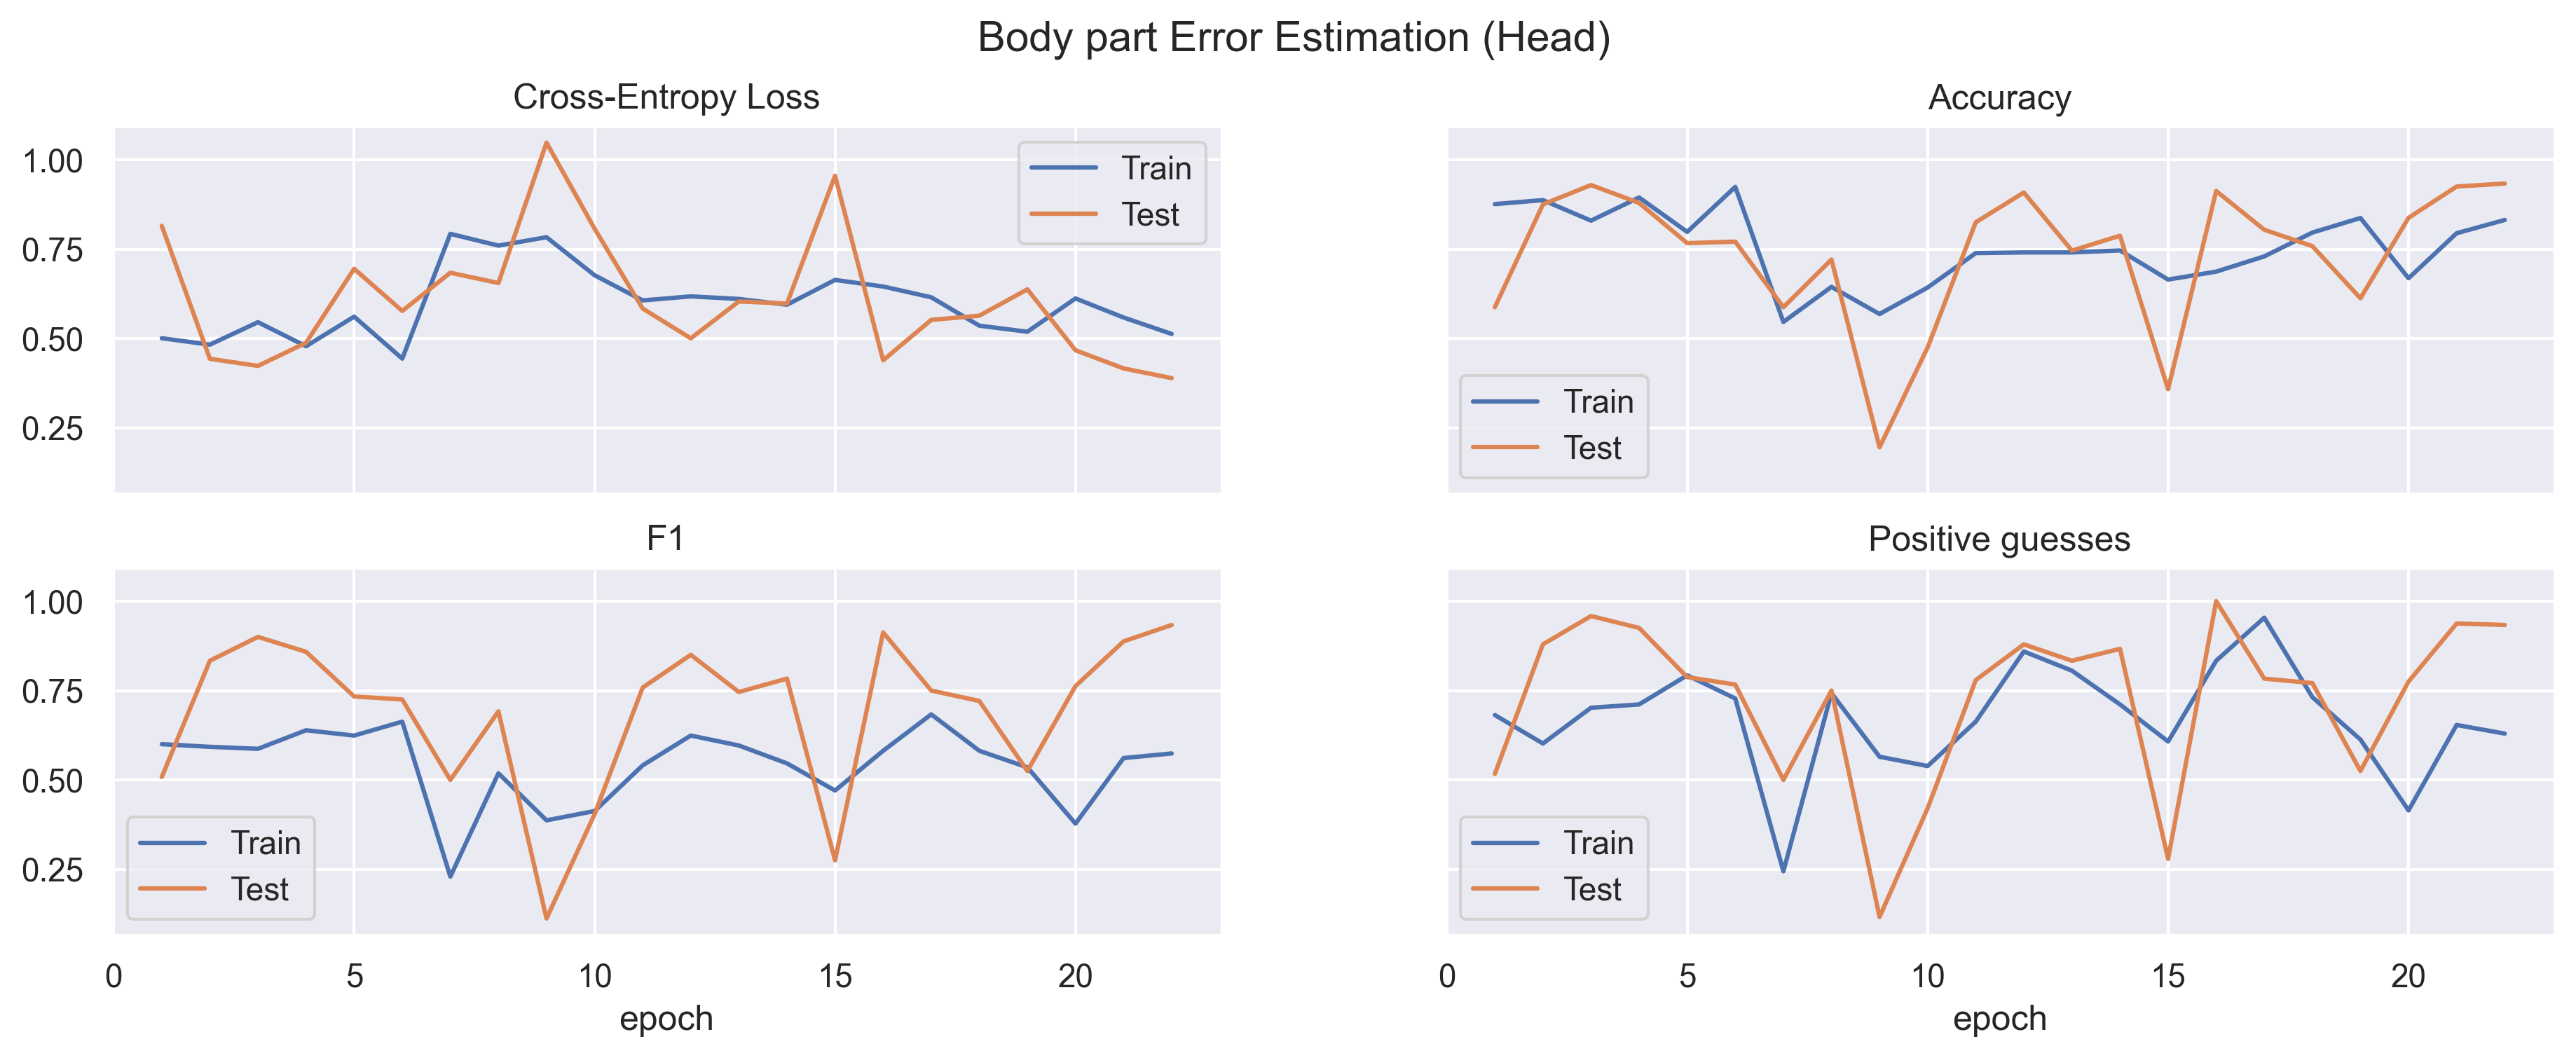 Body part Error Estimation (Head)
Cross-Entropy Loss
1.00
0.75
0.50
0.25
Train
Test
Accuracy
Train
Test
F1
1.00
0.75
0.50
0.25
Train
Test
0
5
10
15
20
epoch
Positive guesses
Train
Test
0
5
10
15
20
epoch